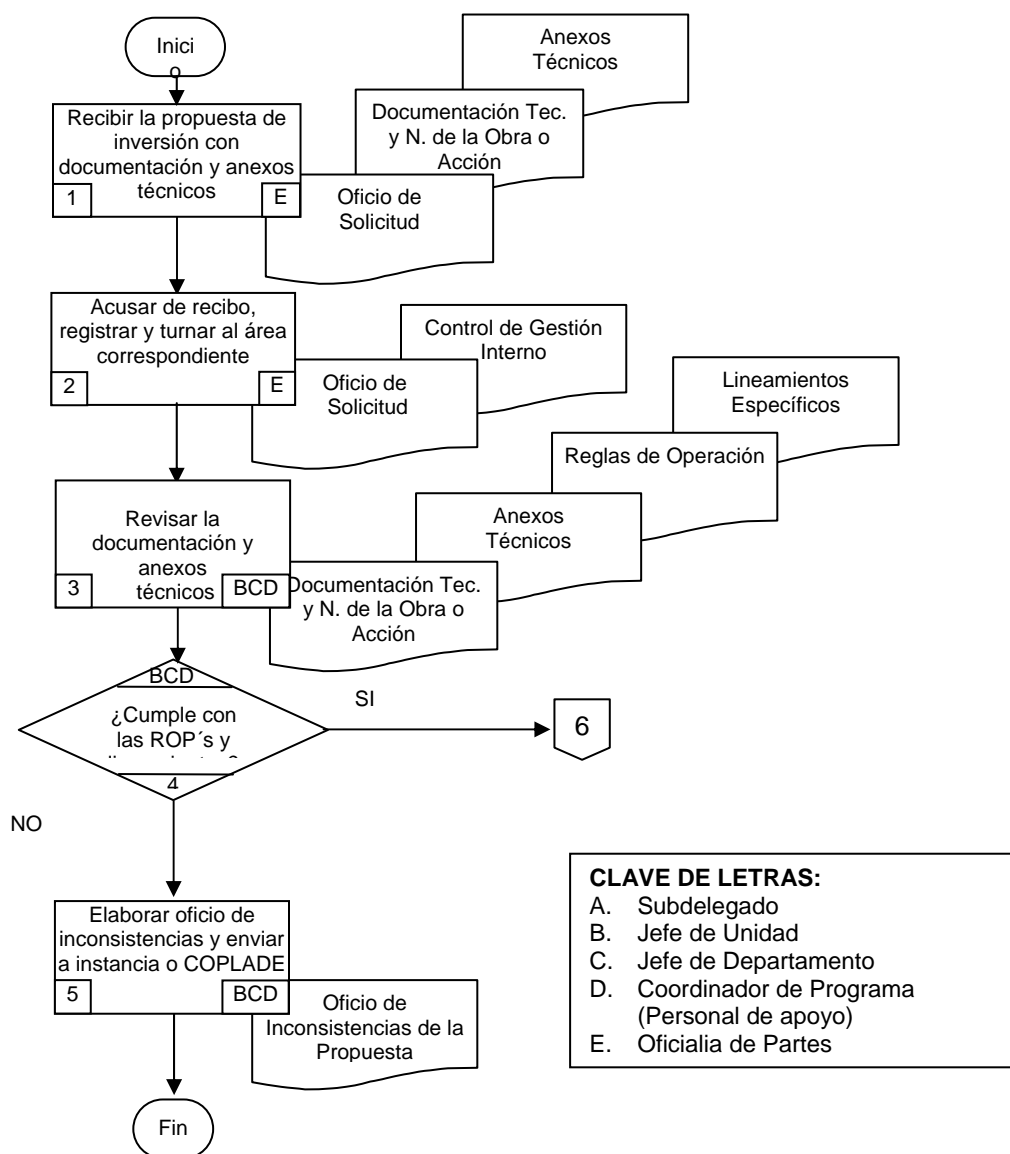 Inici
o
Anexos
Técnicos
Recibir la propuesta de
inversión con
documentación y anexos
técnicos
1
E
Documentación Tec.
y N. de la Obra o
Acción
Oficio de
Solicitud
Acusar de recibo,
registrar y turnar al área
correspondiente
2
E
Control de Gestión
Interno
Oficio de
Solicitud
Lineamientos
Específicos
Reglas de Operación
Anexos
Técnicos
Revisar la
documentación y
anexos
técnicos
3
BCD
Documentación Tec.
y N. de la Obra o
Acción
BCD
¿Cumple con
las ROP´s y
4
SI
6
NO
Elaborar oficio de
inconsistencias y enviar
a instancia o COPLADE
5
BCD
Oficio de
Inconsistencias de la
Propuesta
Fin
CLAVE DE LETRAS:
A. Subdelegado
B. Jefe de Unidad
C. Jefe de Departamento
D. Coordinador de Programa
(Personal de apoyo)
E. Oficialia de Partes